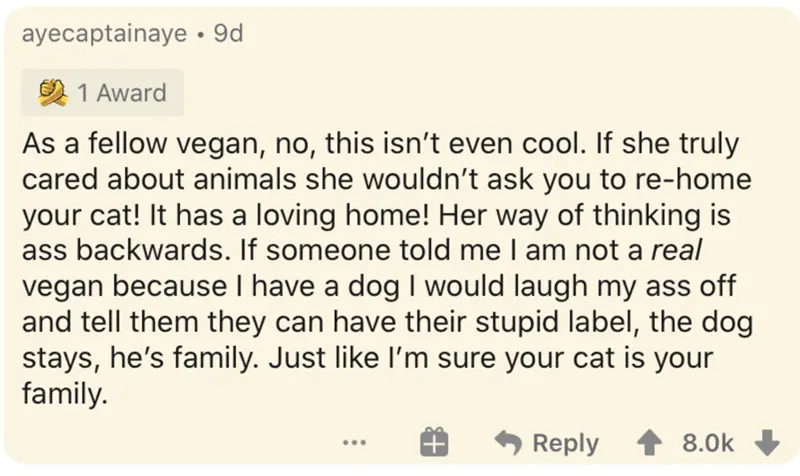 ayecaptainaye • 9d
1 Award
As a fellow vegan, no, this isn’t even cool. If she truly
cared about animals she wouldn’t ask you to re-home
your cat! It has a loving home! Her way of thinking is
ass backwards. If someone told me I am not a real
vegan because I have a dog I would laugh my ass off
and tell them they can have their stupid label, the dog
stays, he’s family. Just like I’m sure your cat is your
family.
Reply 8.0k